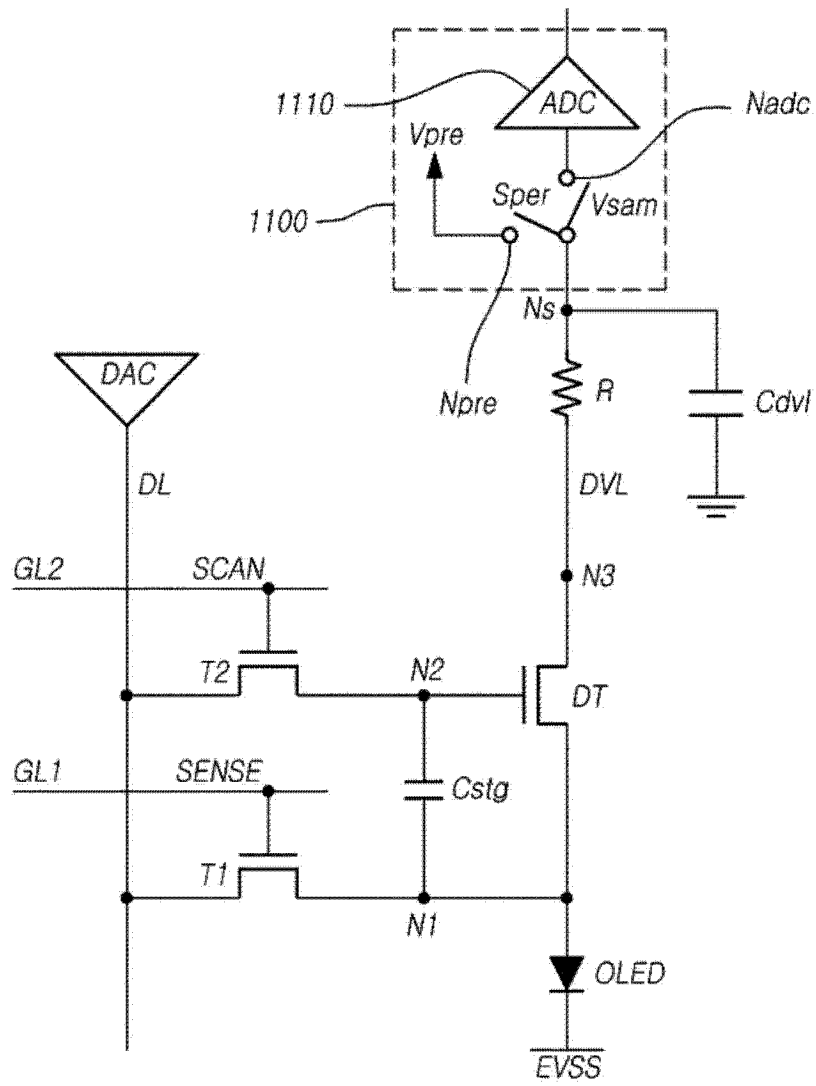 1110
ADC
Nadc
Vpre
Sper
Vsam
1100
Ns
DAC
Npre
R
Cdvl
DL
DVL
GL2
SCAN
N3
T2
N2
DT
GL1
SENSE
Cstg
T1
N1
OLED
EVSS